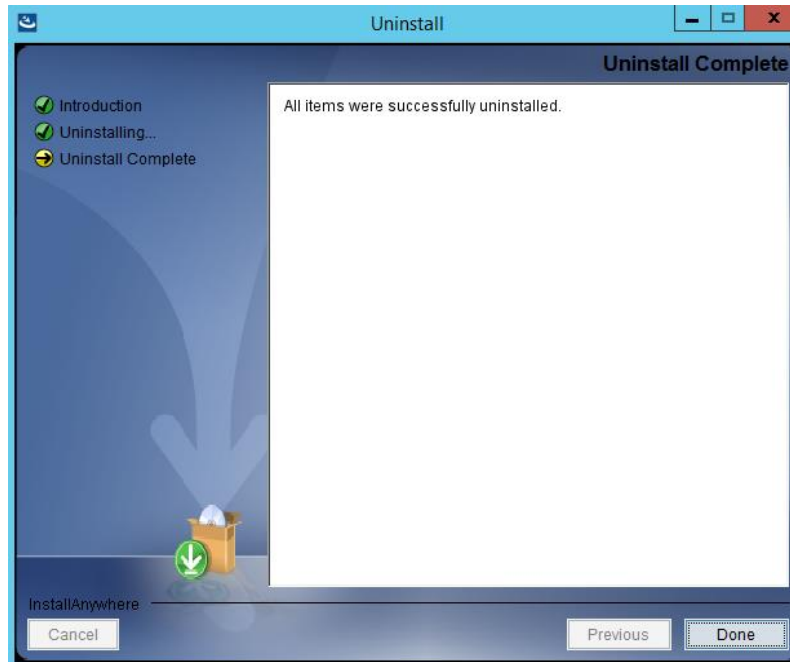 Uninstall
Uninstall Complete
Introduction
Uninstalling...
Uninstall Complete
All items were successfully uninstalled.
InstallAnywhere
Cancel
Previous
Done